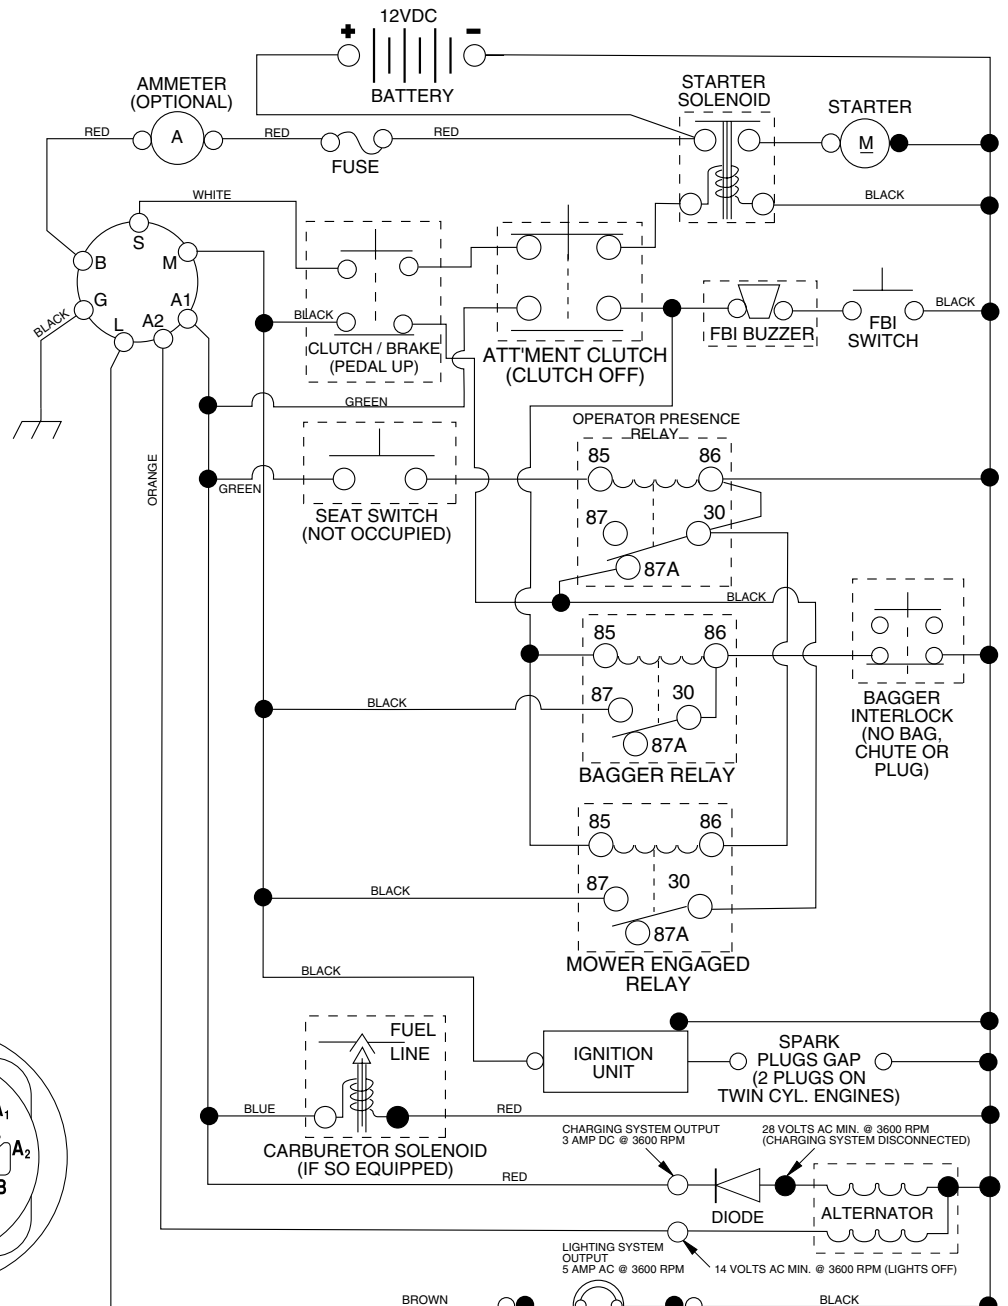 12VDC
+
-
BATTERY
AMMETER
(OPTIONAL)
RED
A
RED
FUSE
RED
STARTER
SOLENOID
STARTER
M
BLACK
WHITE
S
B
M
G
A1
L
A2
BLACK
BLACK
CLUTCH / BRAKE
(PEDAL UP)
ATT'MENT CLUTCH
(CLUTCH OFF)
FBI BUZZER
FBI
SWITCH
BLACK
GREEN
OPERATOR PRESENCE
RELAY
85
86
87
30
87A
ORANGE
GREEN
SEAT SWITCH
(NOT OCCUPIED)
BLACK
85
86
87
30
87A
BAGGER RELAY
BLACK
BAGGER
INTERLOCK
(NO BAG,
CHUTE OR
PLUG)
85
86
87
30
87A
MOWER ENGAGED
RELAY
BLACK
BLACK
FUEL
LINE
IGNITION
UNIT
SPARK
PLUGS GAP
(2 PLUGS ON
TWIN CYL. ENGINES)
BLUE
RED
CARBURETOR SOLENOID
(IF SO EQUIPPED)
CHARGING SYSTEM OUTPUT
3 AMP DC @ 3600 RPM
28 VOLTS AC MIN. @ 3600 RPM
(CHARGING SYSTEM DISCONNECTED)
RED
DIODE
ALTERNATOR
LIGHTING SYSTEM
OUTPUT
5 AMP AC @ 3600 RPM
14 VOLTS AC MIN. @ 3600 RPM (LIGHTS OFF)
BROWN
BLACK
A1
A2
B